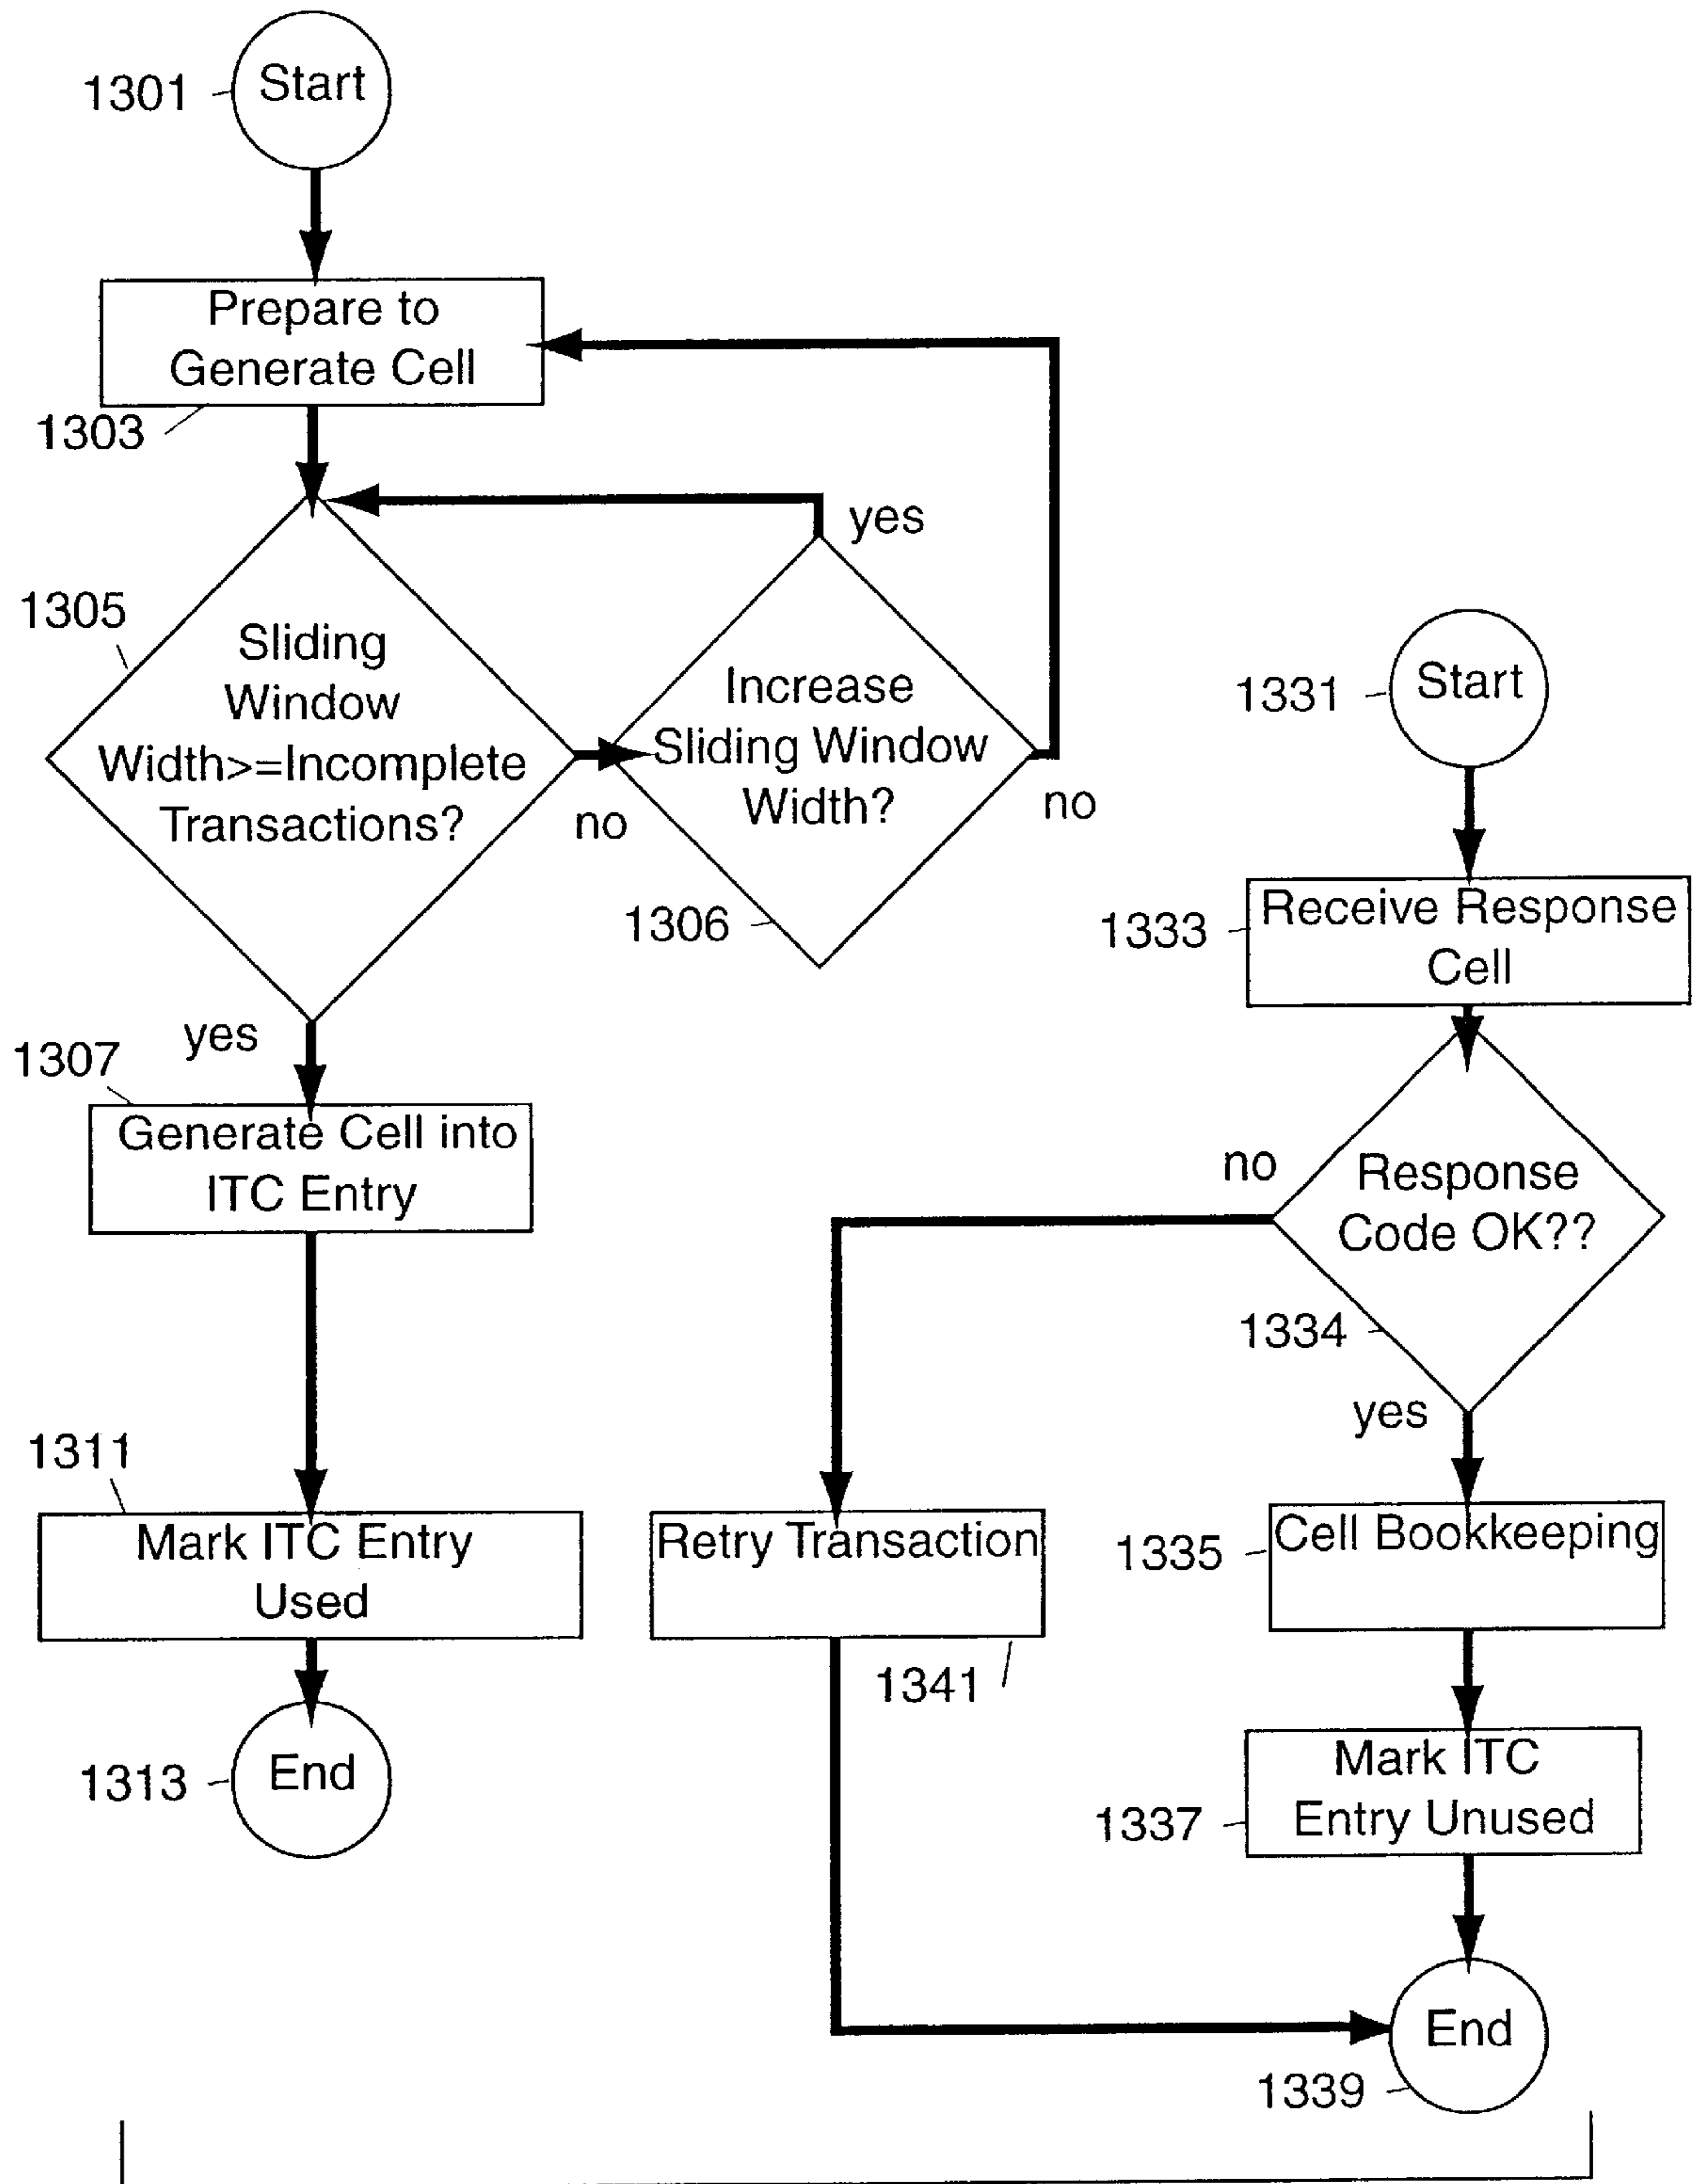 1301
Start
Prepare to
Generate Cell
1303
yes
1305
Sliding
Window
Width>=Incomplete
Transactions?
no
Increase
Sliding Window
Width?
no
1306
yes
1307
Generate Cell into
ITC Entry
1311
Mark ITC Entry
Used
1313
End
1331
Start
1333
Receive Response
Cell
no
Response
Code OK??
1334
yes
Retry Transaction
1341
1335
Cell Bookkeeping
1337
Mark ITC
Entry Unused
End
1339